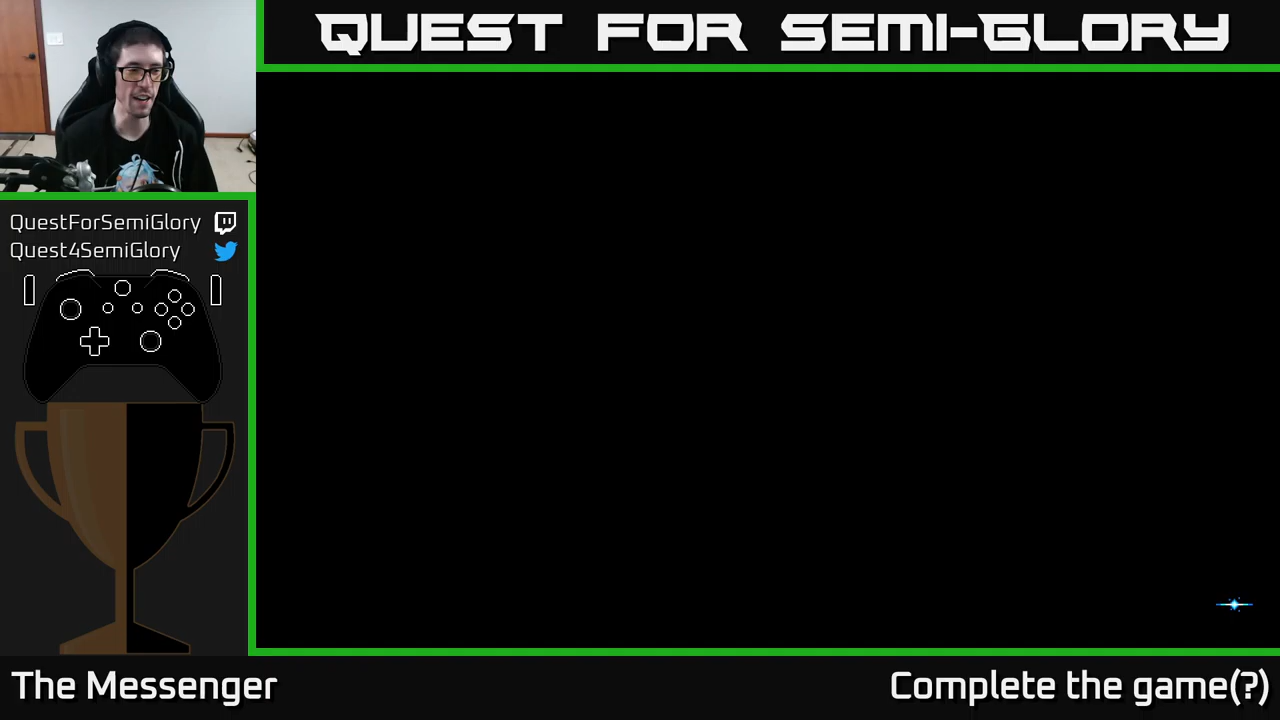 QUEST FOR SEMI-GLORY
QuestForSemiGlory
Quest4SemiGlory
The Messenger
Complete the game(?)